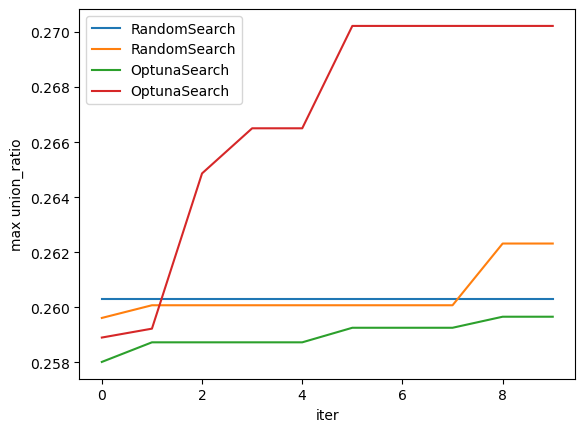 RandomSearch
RandomSearch
OptunaSearch
OptunaSearch
max union_ratio
0.270
0.268
0.266
0.264
0.262
0.260
0.258
0 2 4 6 8
iter